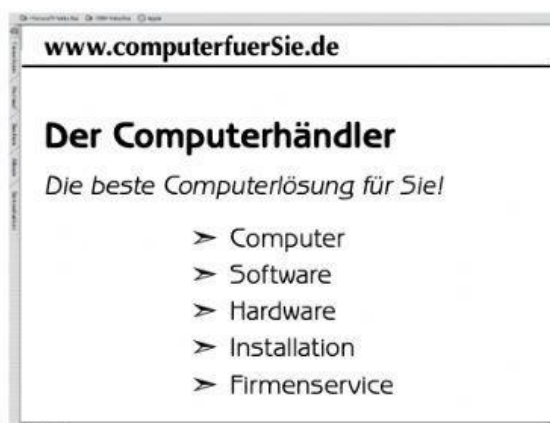 www.computerfuerSie.de
Der Computerhändler
Die beste Computerlösung für Sie!
➢ Computer
➢ Software
➢ Hardware
➢ Installation
➢ Firmenservice